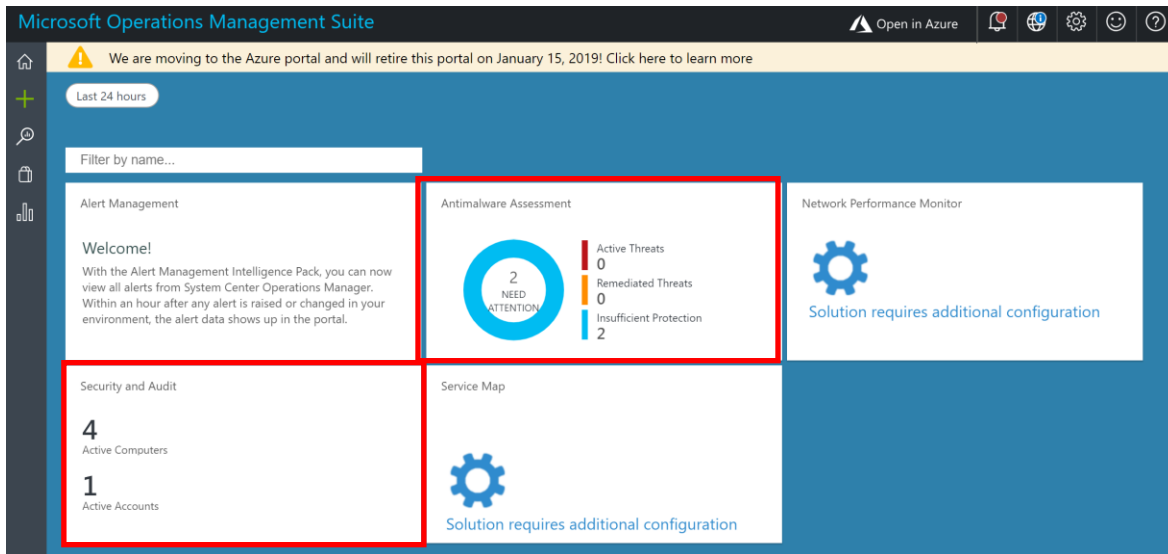 Microsoft Operations Management Suite
Open in Azure
We are moving to the Azure portal and will retire this portal on January 15, 2019! Click here to learn more
Last 24 hours
Filter by name...
Alert Management
Welcome!
With the Alert Management Intelligence Pack, you can now
view all alerts from System Center Operations Manager.
Within an hour after any alert is raised or changed in your
environment, the alert data shows up in the portal.
Antimalware Assessment
2
NEED
ATTENTION
Active Threats
0
Remediated Threats
0
Insufficient Protection
2
Network Performance Monitor
Solution requires additional configuration
Security and Audit
4
Active Computers
1
Active Accounts
Service Map
Solution requires additional configuration